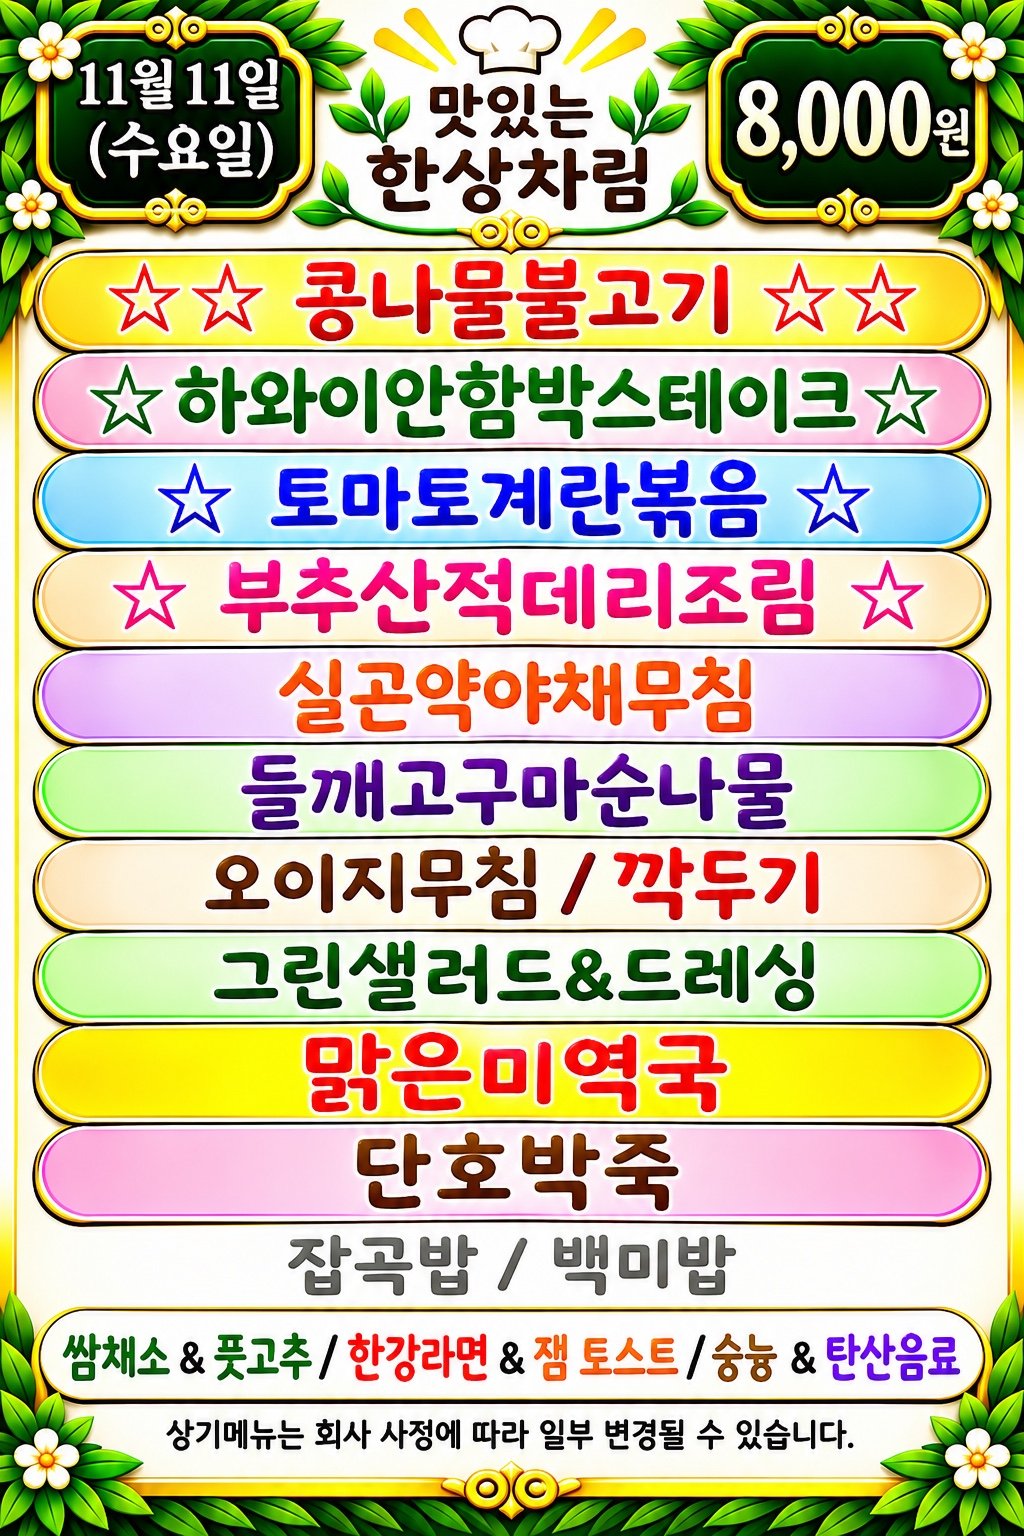 11월 11일
(수요일)
맛있는
한상차림
8,000원
☆☆ 콩나물불고기 ☆☆
☆하와이안함박스테이크☆
☆ 토마토계란볶음 ☆
☆ 부추산적데리조림 ☆
실곤약야채무침
들깨고구마순나물
오이지무침 / 깍두기
그린샐러드&드레싱
맑은미역국
단호박죽
잡곡밥 / 백미밥
쌈채소 & 풋고추 / 한강라면 & 잼 토스트 / 숭늉 & 탄산음료
상기메뉴는 회사 사정에 따라 일부 변경될 수 있습니다.